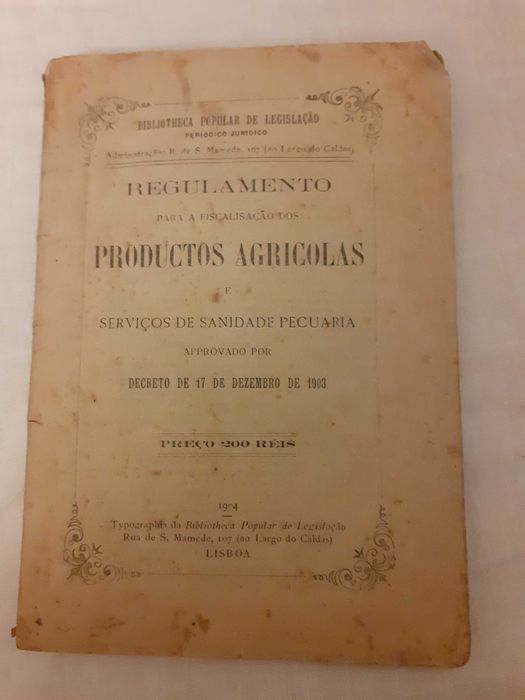 BIBLIOTHECA POPULAR DE LEGISLAÇÃO
PERIODICO JURIDICO
Administração: R. de S. Mamede, 107 (ao Largo do Caldas)
REGULAMENTO
PARA A FISCALISAÇÃO DOS
PRODUCTOS AGRICOLAS
E
SERVIÇOS DE SANIDADE PECUARIA
APPROVADO POR
DECRETO DE 17 DE DEZEMBRO DE 1903
PREÇO 200 RÉIS
1904
Typographia da Bibliotheca Popular de Legislação
Rua de S. Mamede, 107 (ao Largo do Caldas)
LISBOA